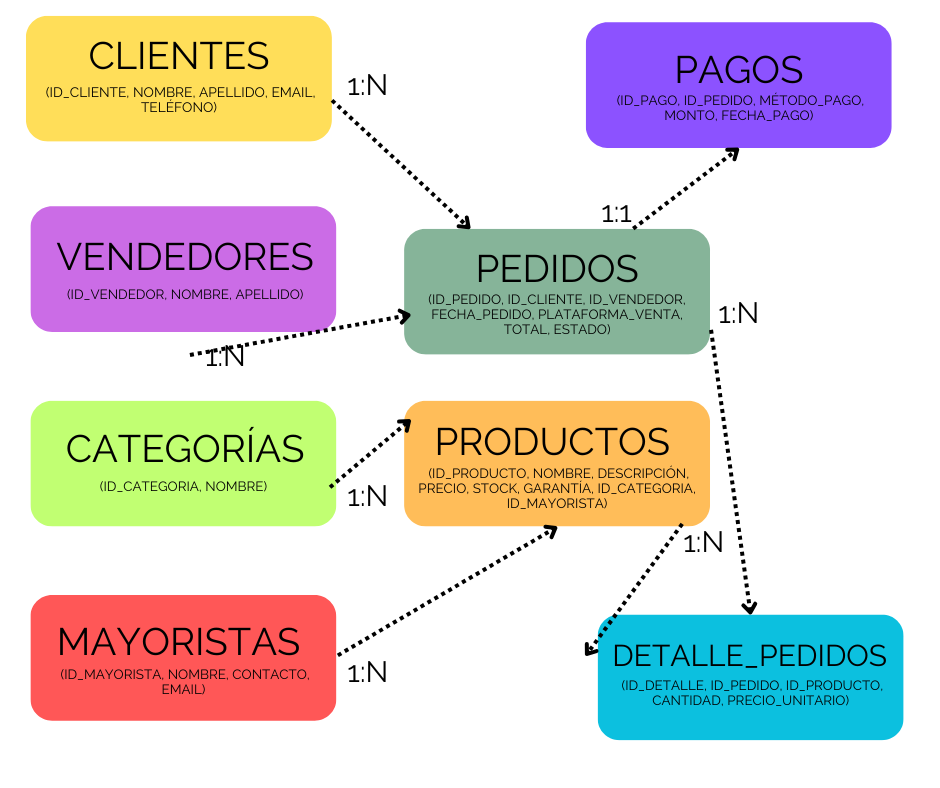 CLIENTES
(ID_CLIENTE, NOMBRE, APELLIDO, EMAIL,
TELÉFONO)
1:N
PAGOS
(ID_PAGO, ID_PEDIDO, MÉTODO_PAGO,
MONTO, FECHA_PAGO)
1:1
VENDEDORES
(ID_VENDEDOR, NOMBRE, APELLIDO)
1:N
PEDIDOS
(ID_PEDIDO, ID_CLIENTE, ID_VENDEDOR,
FECHA_PEDIDO, PLATAFORMA_VENTA,
TOTAL, ESTADO)
1:N
CATEGORÍAS
(ID_CATEGORIA, NOMBRE)
1:N
PRODUCTOS
(ID_PRODUCTO, NOMBRE, DESCRIPCIÓN,
PRECIO, STOCK, GARANTÍA, ID_CATEGORIA,
ID_MAYORISTA)
1:N
MAYORISTAS
(ID_MAYORISTA, NOMBRE, CONTACTO,
EMAIL)
1:N
DETALLE_PEDIDOS
(ID_DETALLE, ID_PEDIDO, ID_PRODUCTO,
CANTIDAD, PRECIO_UNITARIO)